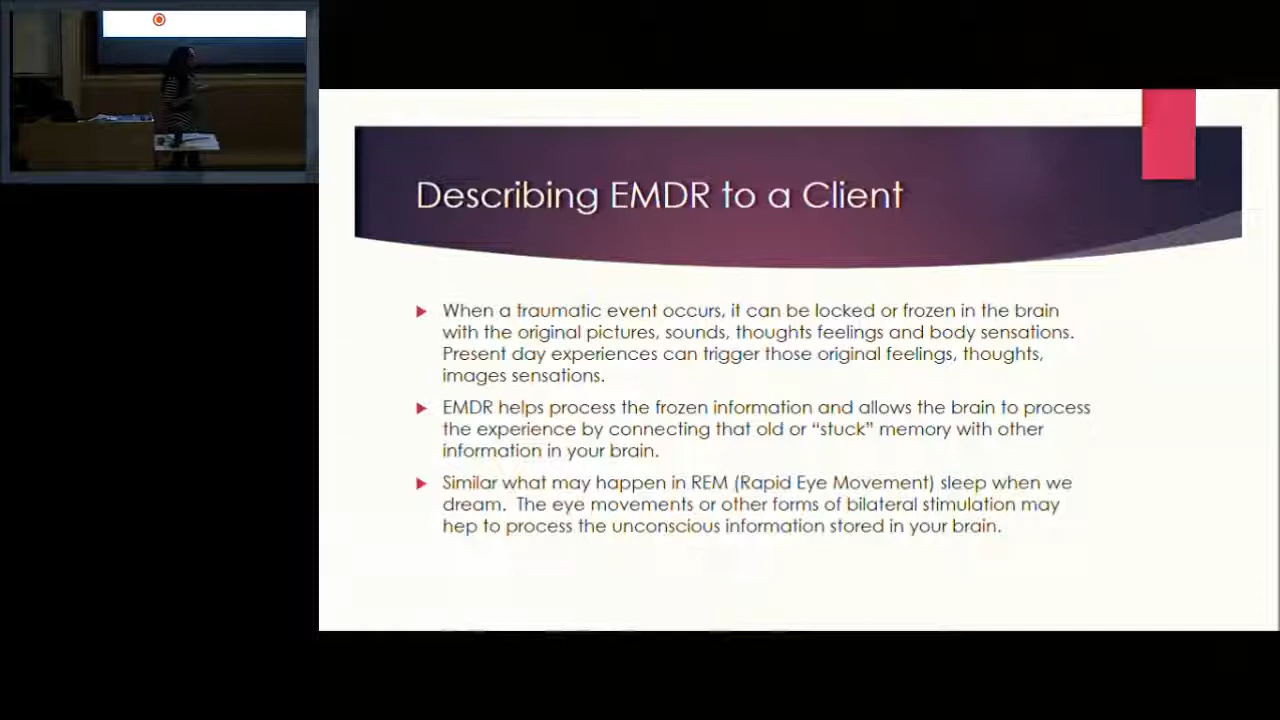 Describing EMDR to a Client
When a traumatic event occurs, it can be locked or frozen in the brain
with the original pictures, sounds, thoughts feelings and body sensations.
Present day experiences can trigger those original feelings, thoughts,
images sensations.
EMDR helps process the frozen information and allows the brain to process
the experience by connecting that old or “stuck” memory with other
information in your brain.
Similar what may happen in REM (Rapid Eye Movement) sleep when we
dream. The eye movements or other forms of bilateral stimulation may
hep to process the unconscious information stored in your brain.